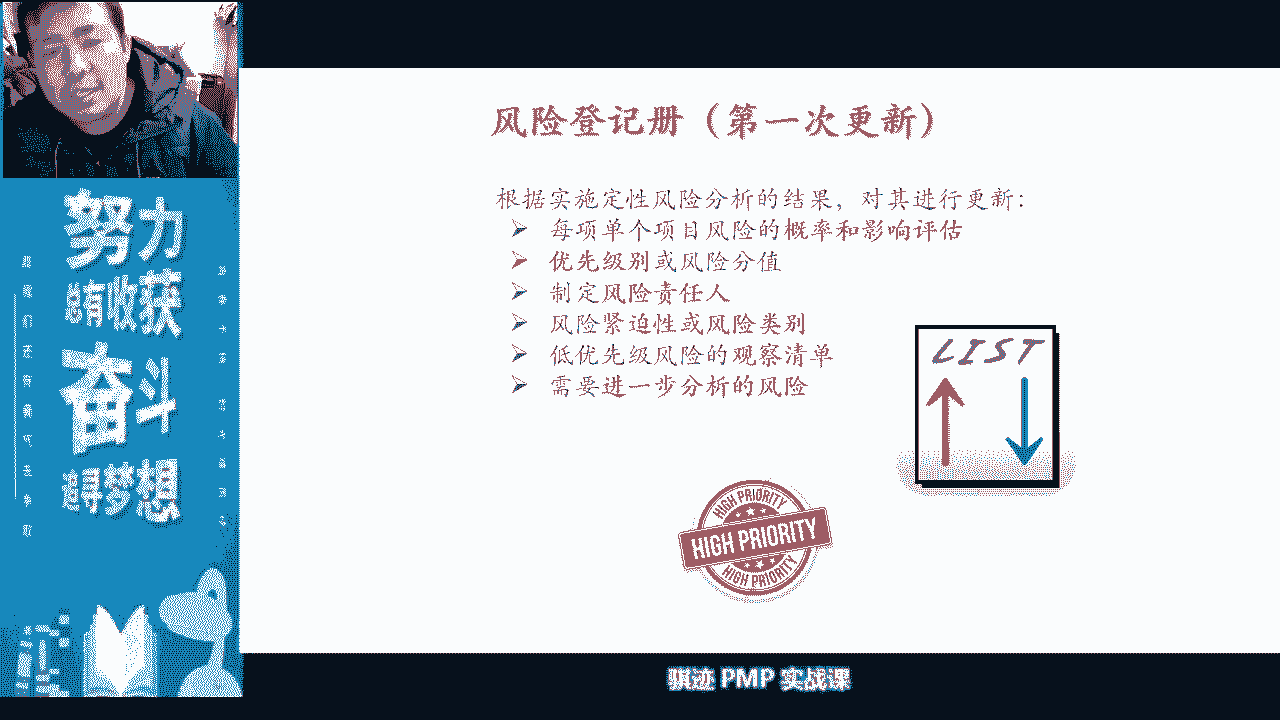 风险登记册（第一次更新）
根据实施定性风险分析的结果，对其进行更新：
➢ 每项单个项目风险的概率和影响评估
➢ 优先级别或风险分值
➢ 制定风险责任人
➢ 风险紧迫性或风险类别
➢ 低优先级风险的观察清单
➢ 需要进一步分析的风险
LIST
HIGH PRIORITY
HIGH PRIORITY
HIGH PRIORITY
努力
总有收获
奋斗
追寻梦想
骐迹 PMP 实战课